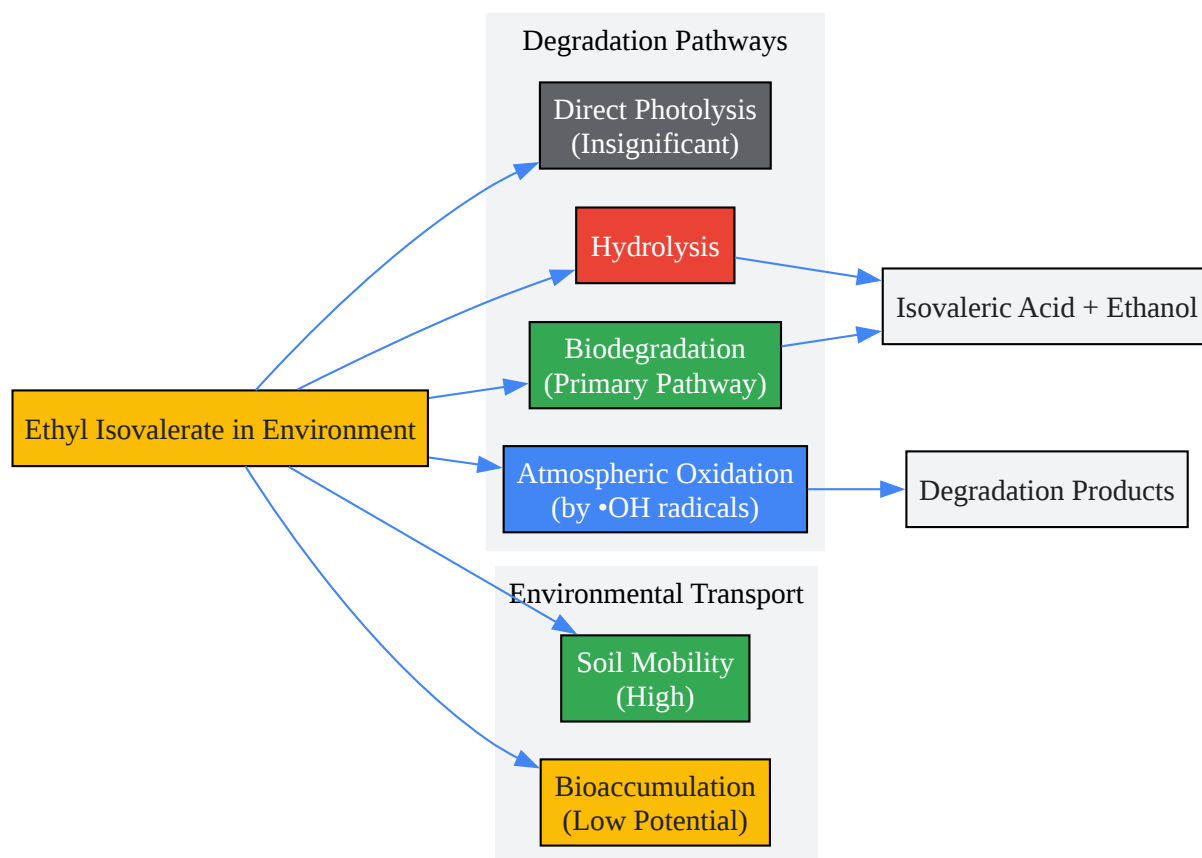 Degradation Pathways
Direct Photolysis
(Insignificant)
Hydrolysis
Isovaleric Acid + Ethanol
Biodegradation
(Primary Pathway)
Ethyl Isovalerate in Environment
Atmospheric Oxidation
(by •OH radicals)
Degradation Products
Environmental Transport
Soil Mobility
(High)
Bioaccumulation
(Low Potential)